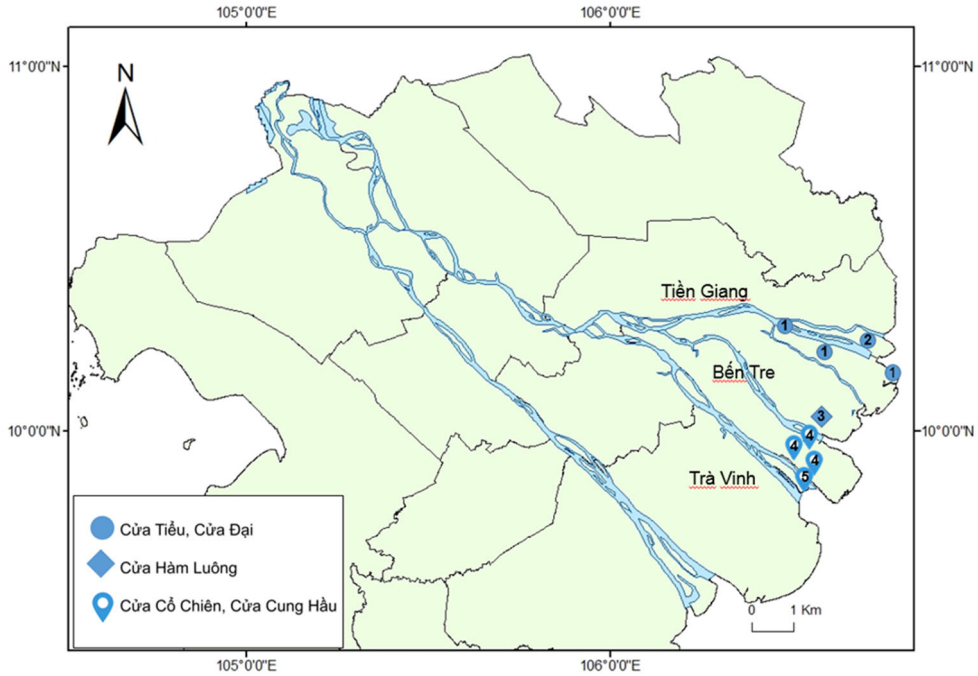 105°0'0"E
106°0'0"E
11°0'0"N
11°0'0"N
N
Tiền Giang
1
2
1
1
Bến Tre
3
10°0'0"N
10°0'0"N
4
4
4
5
Trà Vinh
Cửa Tiểu, Cửa Đại
Cửa Hàm Luông
Cửa Cổ Chiên, Cửa Cung Hầu
0 1 Km
105°0'0"E
106°0'0"E